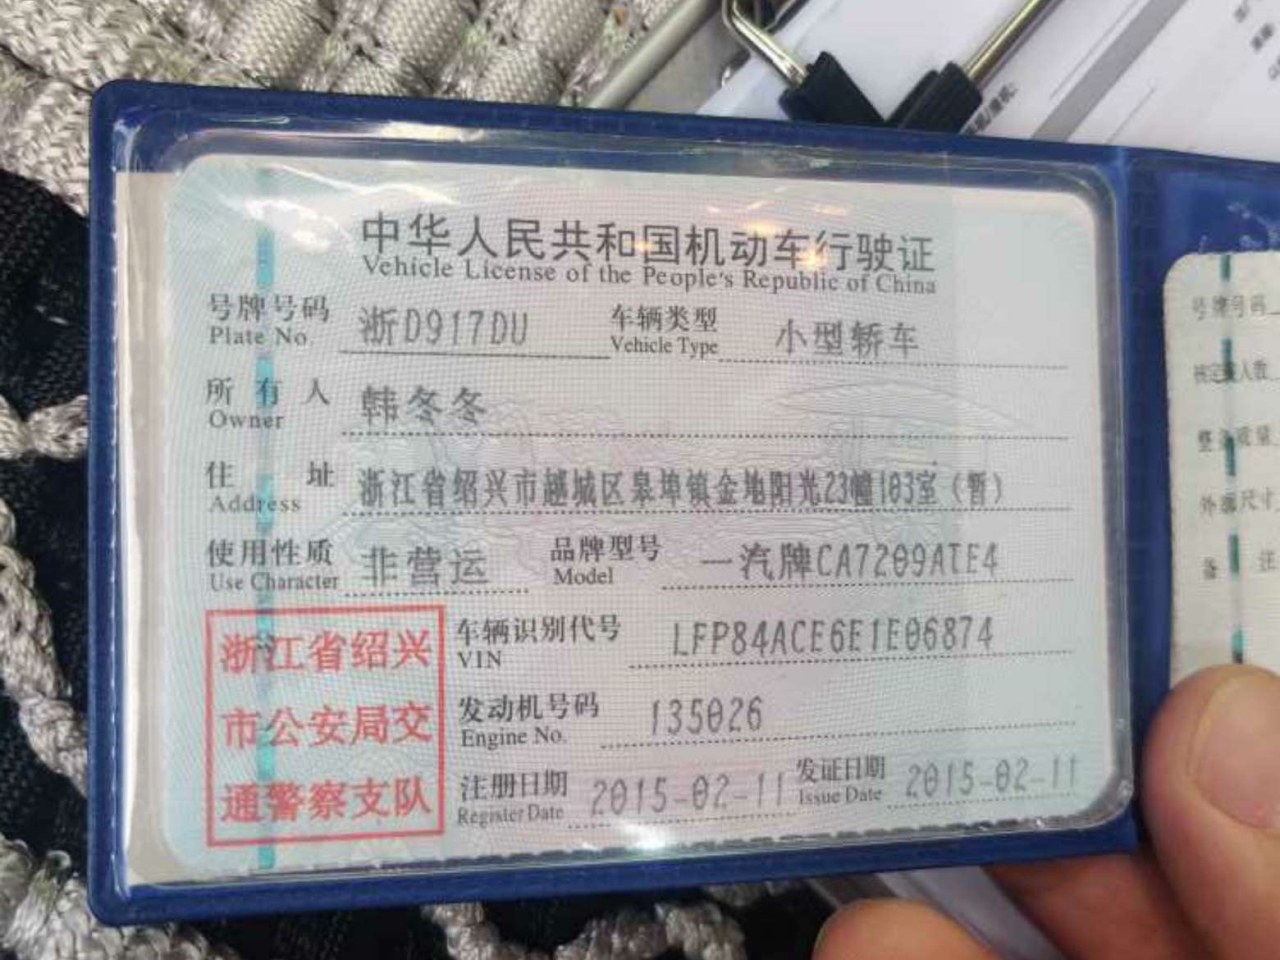 中华人民共和国机动车行驶证
Vehicle License of the People's Republic of China
号牌号码 浙D917DU 车辆类型 小型轿车
Plate No. Vehicle Type
所有人 韩冬冬
Owner
住址 浙江省绍兴市越城区皋埠镇金地阳光23幢103室（暂）
Address
使用性质 非营运 品牌型号 一汽牌CA7209ATE4
Use Character Model
车辆识别代号 LFP84ACE6E1E06874
VIN
发动机号码 135026
Engine No.
注册日期 2015-02-11 发证日期 2015-02-11
Register Date Issue Date
浙江省绍兴
市公安局交
通警察支队
号牌号码
外廓尺寸
备注